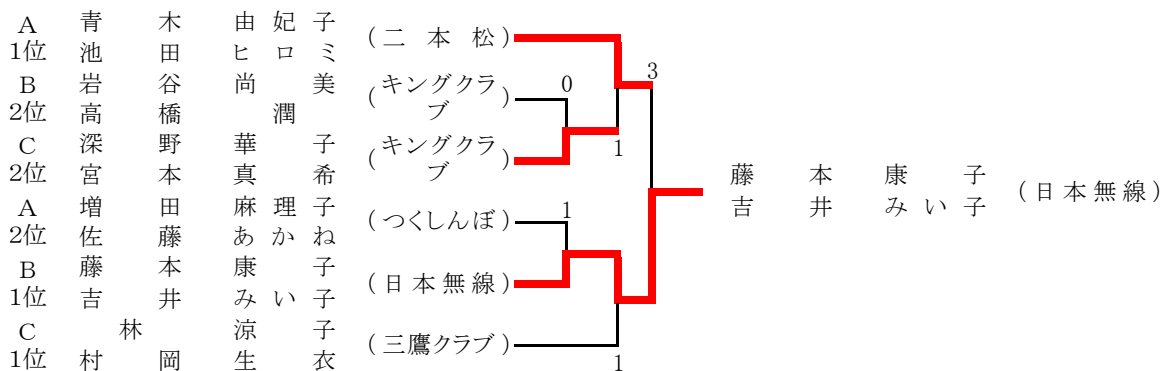 A 青木 由妃子
1位 池田 ヒロミ
(二本松)
B 岩谷 尚美
2位 高橋 潤
(キングクラブ)
C 深野 華子
2位 宮本 真希
(キングクラブ)
A 増田 麻理子
2位 佐藤 あかね
(つくしんぼ)
B 藤本 康子
1位 吉井 みい子
(日本無線)
C 林 涼子
1位 村岡 生衣
(三鷹クラブ)
0
3
1
1
1
藤本 康子
吉井 みい子
(日本無線)